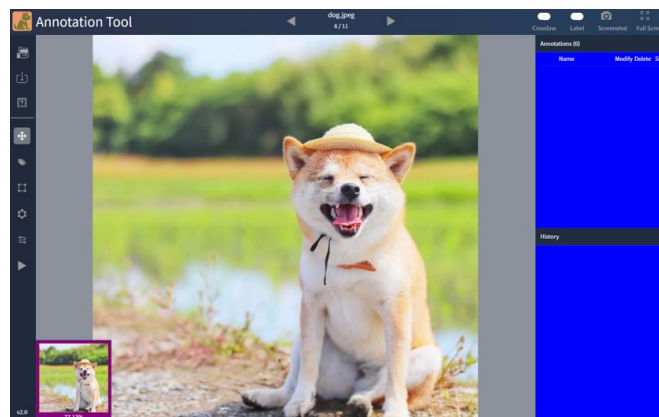 Annotation Tool
dog.jpeg
6 / 11
Crossline Label Screenshot Full Scre
Annotations (0)
Name Modify Delete S
History
v2.0